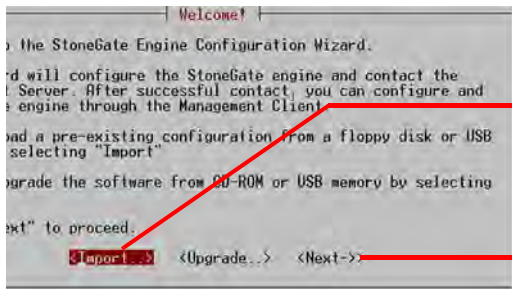 Welcome!
the StoneGate Engine Configuration Wizard.
will configure the StoneGate engine and contact the
Server. After successful contact, you can configure and
engine through the Management Client
a pre-existing configuration from a floppy disk or USB
selecting "Import"
the software from CD-ROM or USB memory by selecting
to proceed.
<Import..> <Upgrade..> <Next->>